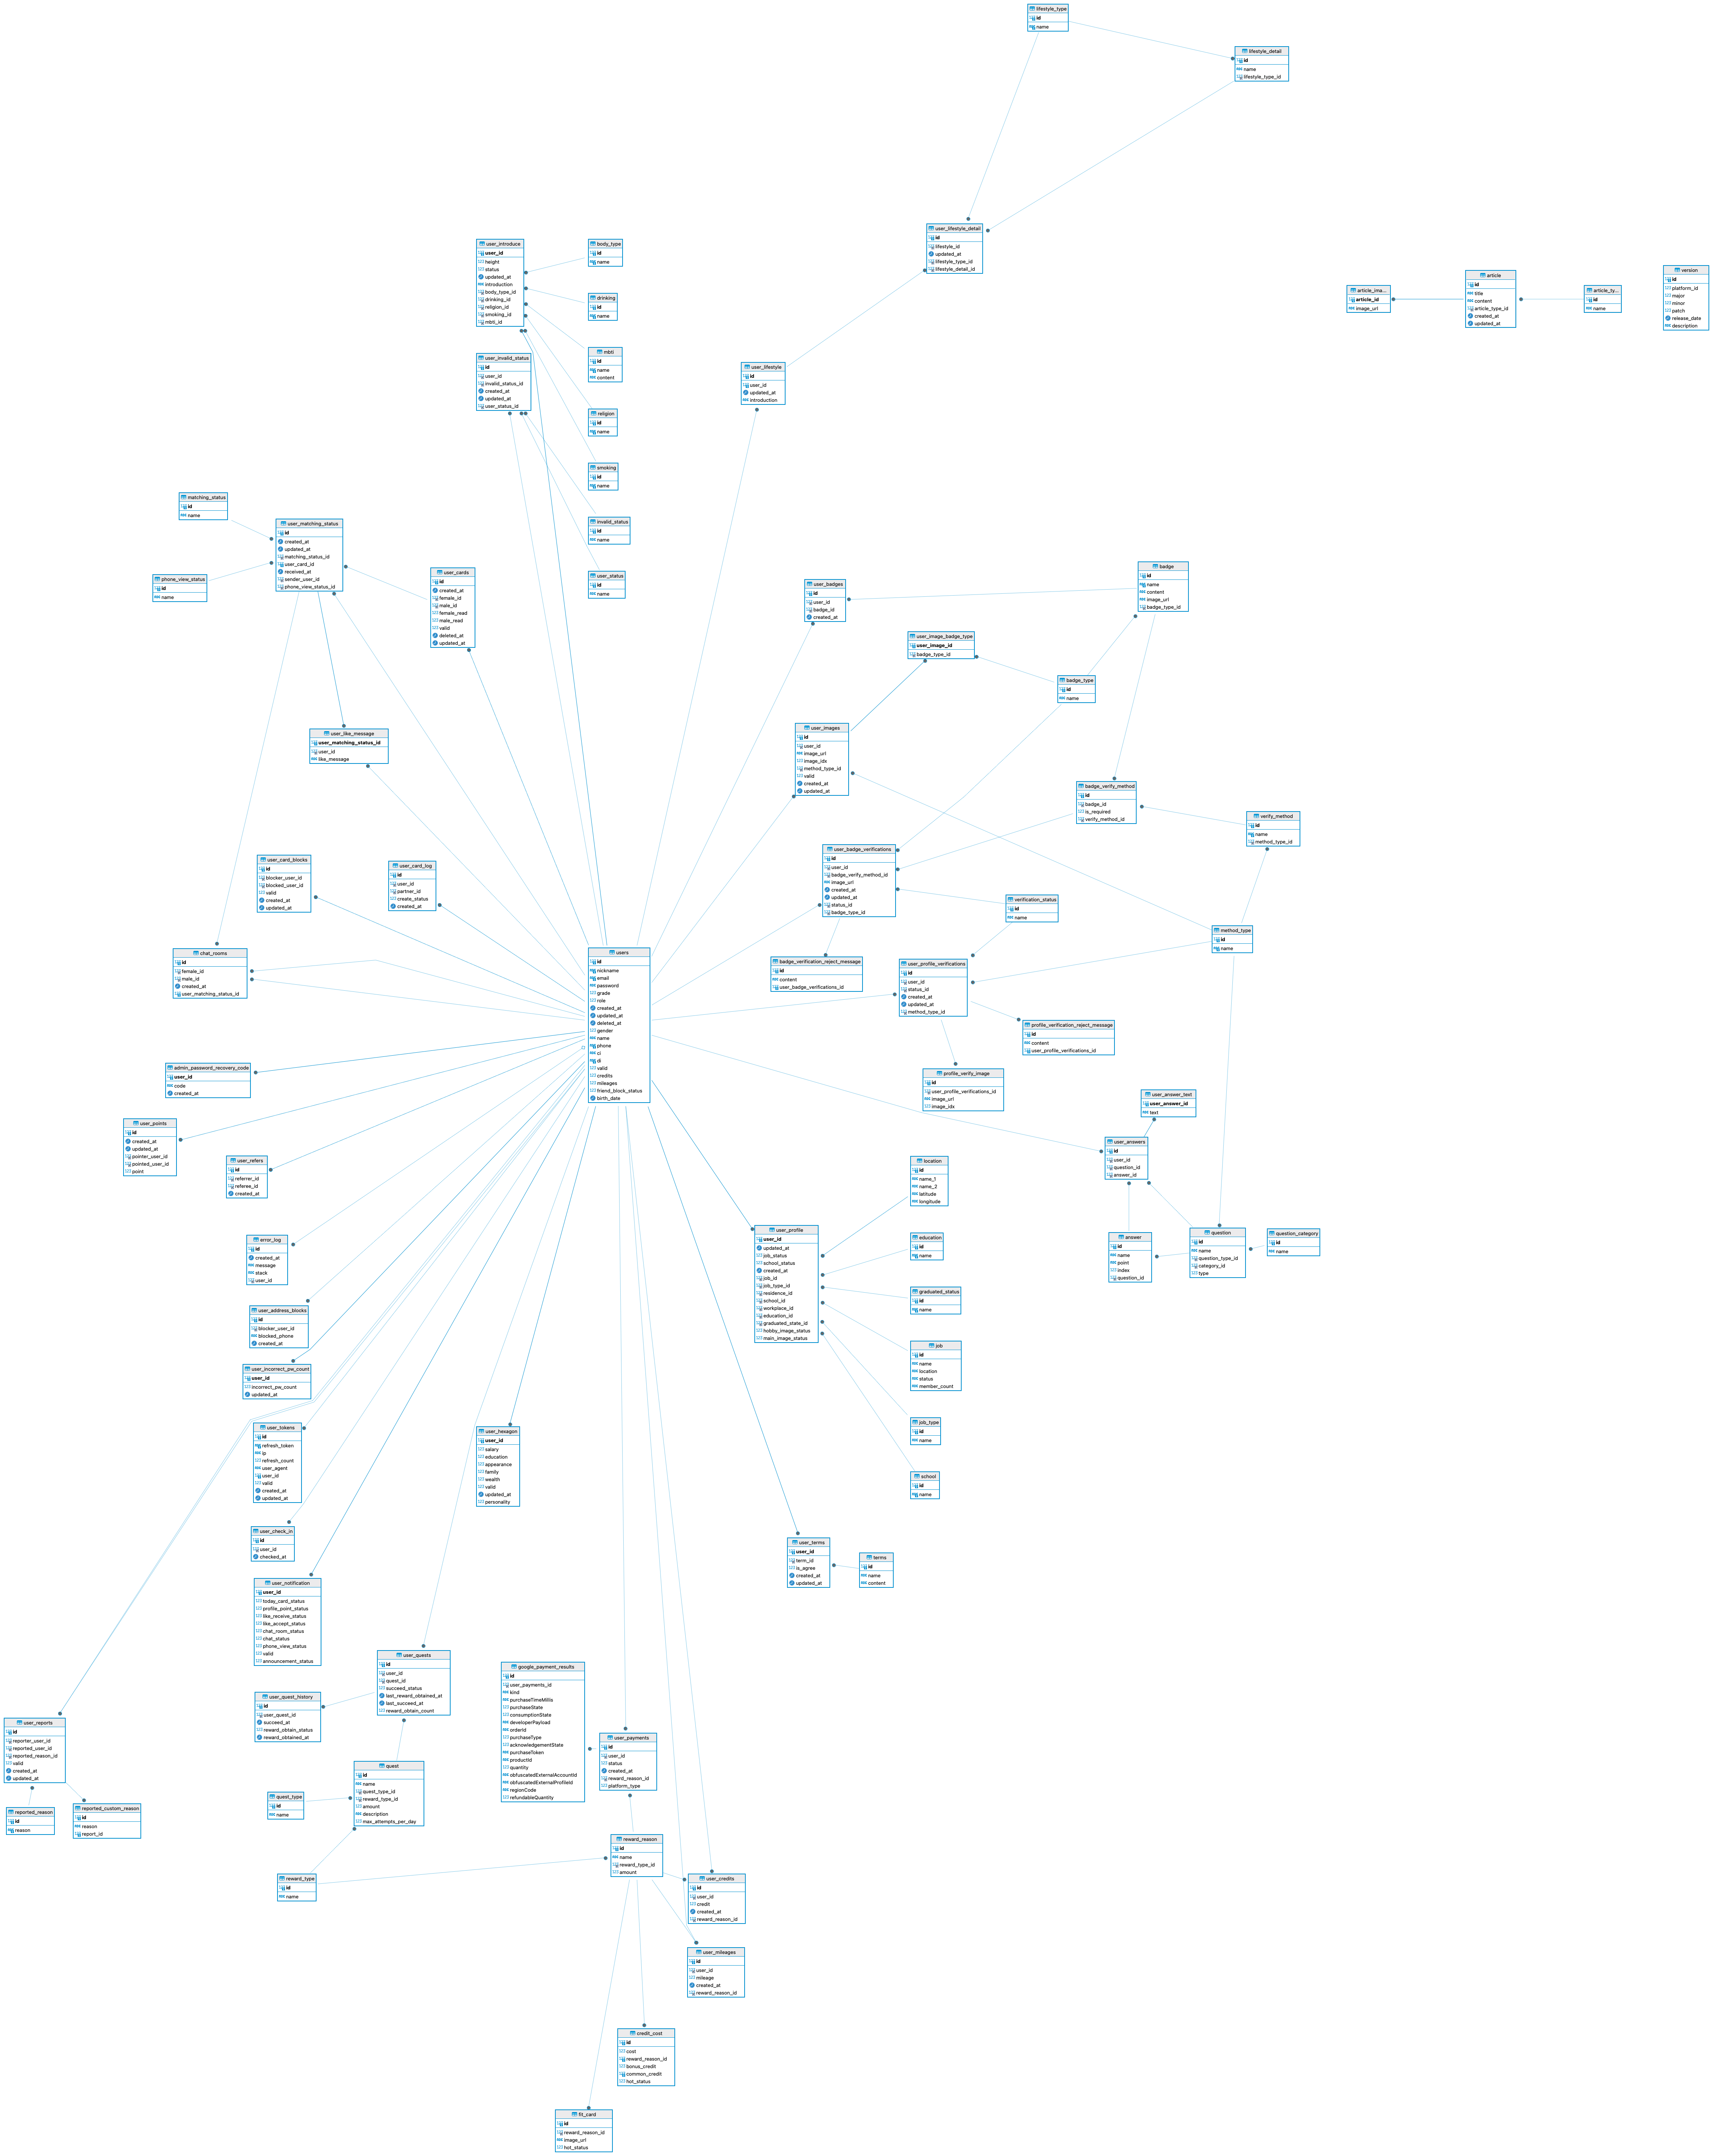 lifestyle_type
id
name
lifestyle_detail
id
name
lifestyle_type_id
user_lifestyle_detail
id
lifestyle_id
updated_at
lifestyle_type_id
lifestyle_detail_id
user_introduce
user_id
height
status
updated_at
introduction
body_type_id
drinking_id
religion_id
smoking_id
mbti_id
body_type
id
name
drinking
id
name
mbti
id
name
content
religion
id
name
smoking
id
name
article_ima...
article_id
image_url
article
id
title
content
article_type_id
created_at
updated_at
article_ty...
id
name
version
id
platform_id
major
minor
patch
release_date
description
user_invalid_status
id
user_id
invalid_status_id
created_at
updated_at
user_status_id
user_lifestyle
id
user_id
updated_at
introduction
invalid_status
id
name
user_status
id
name
matching_status
id
name
user_matching_status
id
created_at
updated_at
matching_status_id
user_card_id
received_at
sender_user_id
phone_view_status_id
phone_view_status
id
name
user_cards
id
created_at
female_id
male_id
female_read
male_read
valid
deleted_at
updated_at
user_badges
id
user_id
badge_id
created_at
badge
id
name
content
image_url
badge_type_id
user_image_badge_type
user_image_id
badge_type_id
badge_type
id
name
user_like_message
user_matching_status_id
user_id
like_message
user_images
id
user_id
image_url
image_idx
method_type_id
valid
created_at
updated_at
badge_verify_method
id
badge_id
is_required
verify_method_id
verify_method
id
name
method_type_id
user_card_blocks
id
blocker_user_id
blocked_user_id
valid
created_at
updated_at
user_card_log
id
user_id
partner_id
create_status
created_at
user_badge_verifications
id
user_id
badge_verify_method_id
image_url
created_at
updated_at
status_id
badge_type_id
verification_status
id
name
method_type
id
name
chat_rooms
id
female_id
male_id
created_at
user_matching_status_id
users
id
nickname
email
password
grade
role
created_at
updated_at
deleted_at
gender
name
phone
ci
di
valid
credits
mileages
friend_block_status
birth_date
badge_verification_reject_message
id
content
user_badge_verifications_id
user_profile_verifications
id
user_id
status_id
created_at
updated_at
method_type_id
profile_verification_reject_message
id
content
user_profile_verifications_id
profile_verify_image
id
user_profile_verifications_id
image_url
image_idx
admin_password_recovery_code
user_id
code
created_at
user_points
id
created_at
updated_at
pointer_user_id
pointed_user_id
point
user_refers
id
referrer_id
referee_id
created_at
user_answer_text
user_answer_id
text
user_answers
id
user_id
question_id
answer_id
location
id
name_1
name_2
latitude
longitude
user_profile
user_id
updated_at
job_status
school_status
created_at
job_id
job_type_id
residence_id
school_id
workplace_id
education_id
graduated_state_id
hobby_image_status
main_image_status
education
id
name
answer
id
name
point
index
question_id
question
id
name
question_type_id
category_id
type
question_category
id
name
graduated_status
id
name
job
id
name
location
status
member_count
job_type
id
name
school
id
name
error_log
id
created_at
message
stack
user_id
user_address_blocks
id
blocker_user_id
blocked_phone
created_at
user_incorrect_pw_count
user_id
incorrect_pw_count
updated_at
user_tokens
id
refresh_token
ip
refresh_count
user_agent
user_id
valid
created_at
updated_at
user_hexagon
user_id
salary
education
appearance
family
wealth
valid
updated_at
personality
user_check_in
id
user_id
checked_at
user_terms
user_id
term_id
is_agree
created_at
updated_at
terms
id
name
content
user_notification
user_id
today_card_status
profile_point_status
like_receive_status
like_accept_status
chat_room_status
chat_status
phone_view_status
valid
announcement_status
user_quests
id
user_id
quest_id
succeed_status
last_reward_obtained_at
last_succeed_at
reward_obtain_count
google_payment_results
id
user_payments_id
kind
purchaseTimeMillis
purchaseState
consumptionState
developerPayload
orderId
purchaseType
acknowledgementState
purchaseToken
productId
quantity
obfuscatedExternalAccountId
obfuscatedExternalProfileId
regionCode
refundableQuantity
user_quest_history
id
user_quest_id
succeed_at
reward_obtain_status
reward_obtained_at
user_reports
id
reporter_user_id
reported_user_id
reported_reason_id
valid
created_at
updated_at
user_payments
id
user_id
status
created_at
reward_reason_id
platform_type
quest
id
name
quest_type_id
reward_type_id
amount
description
max_attempts_per_day
quest_type
id
name
reported_reason
id
reason
reported_custom_reason
id
reason
report_id
reward_reason
id
name
reward_type_id
amount
reward_type
id
name
user_credits
id
user_id
credit
created_at
reward_reason_id
user_mileages
id
user_id
mileage
created_at
reward_reason_id
credit_cost
id
cost
reward_reason_id
bonus_credit
common_credit
hot_status
fit_card
id
reward_reason_id
image_url
hot_status